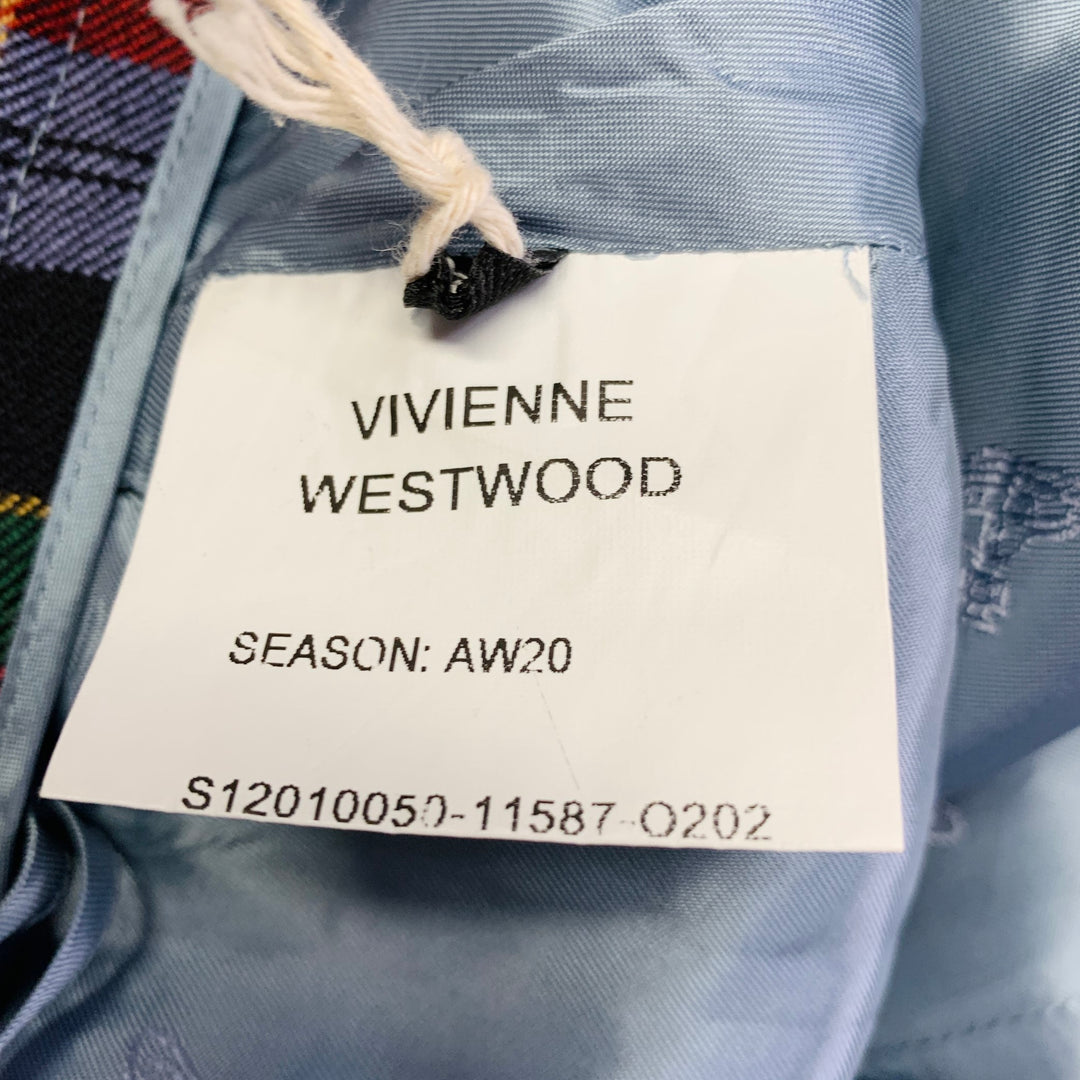 VIVIENNE
WESTWOOD
SEASON: AW20
S12010050-11587-O202